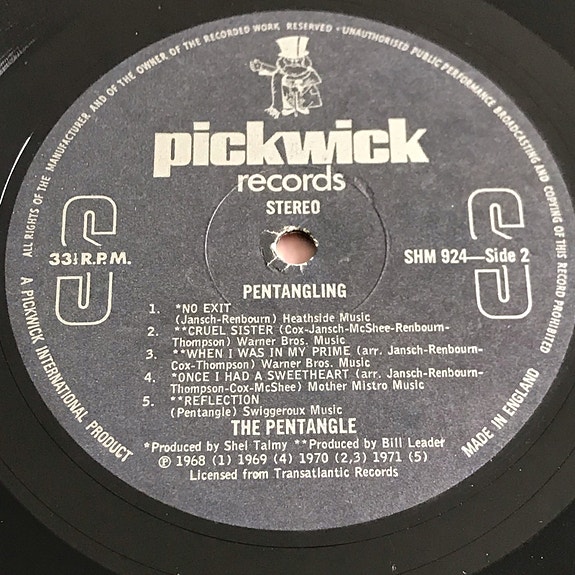 ALL RIGHTS OF THE MANUFACTURER AND OF THE OWNER OF THE RECORDED WORK RESERVED - UNAUTHORISED PUBLIC PERFORMANCE BROADCASTING AND COPYING OF THIS RECORD PROHIBITED
pickwick
records
STEREO
33⅓ R.P.M.
SHM 924—Side 2
PENTANGLING
1. *NO EXIT
(Jansch-Renbourn) Heathside Music
2. **CRUEL SISTER (Cox-Jansch-McShee-Renbourn-
Thompson) Warner Bros. Music
3. **WHEN I WAS IN MY PRIME (arr. Jansch-Renbourn-
Cox-Thompson) Warner Bros. Music
4. *ONCE I HAD A SWEETHEART (arr. Jansch-Renbourn-
Thompson-Cox-McShee) Mother Mistro Music
5. **REFLECTION
(Pentangle) Swiggeroux Music
THE PENTANGLE
*Produced by Shel Talmy **Produced by Bill Leader
℗ 1968 (1) 1969 (4) 1970 (2,3) 1971 (5)
Licensed from Transatlantic Records
A PICKWICK INTERNATIONAL PRODUCT
MADE IN ENGLAND